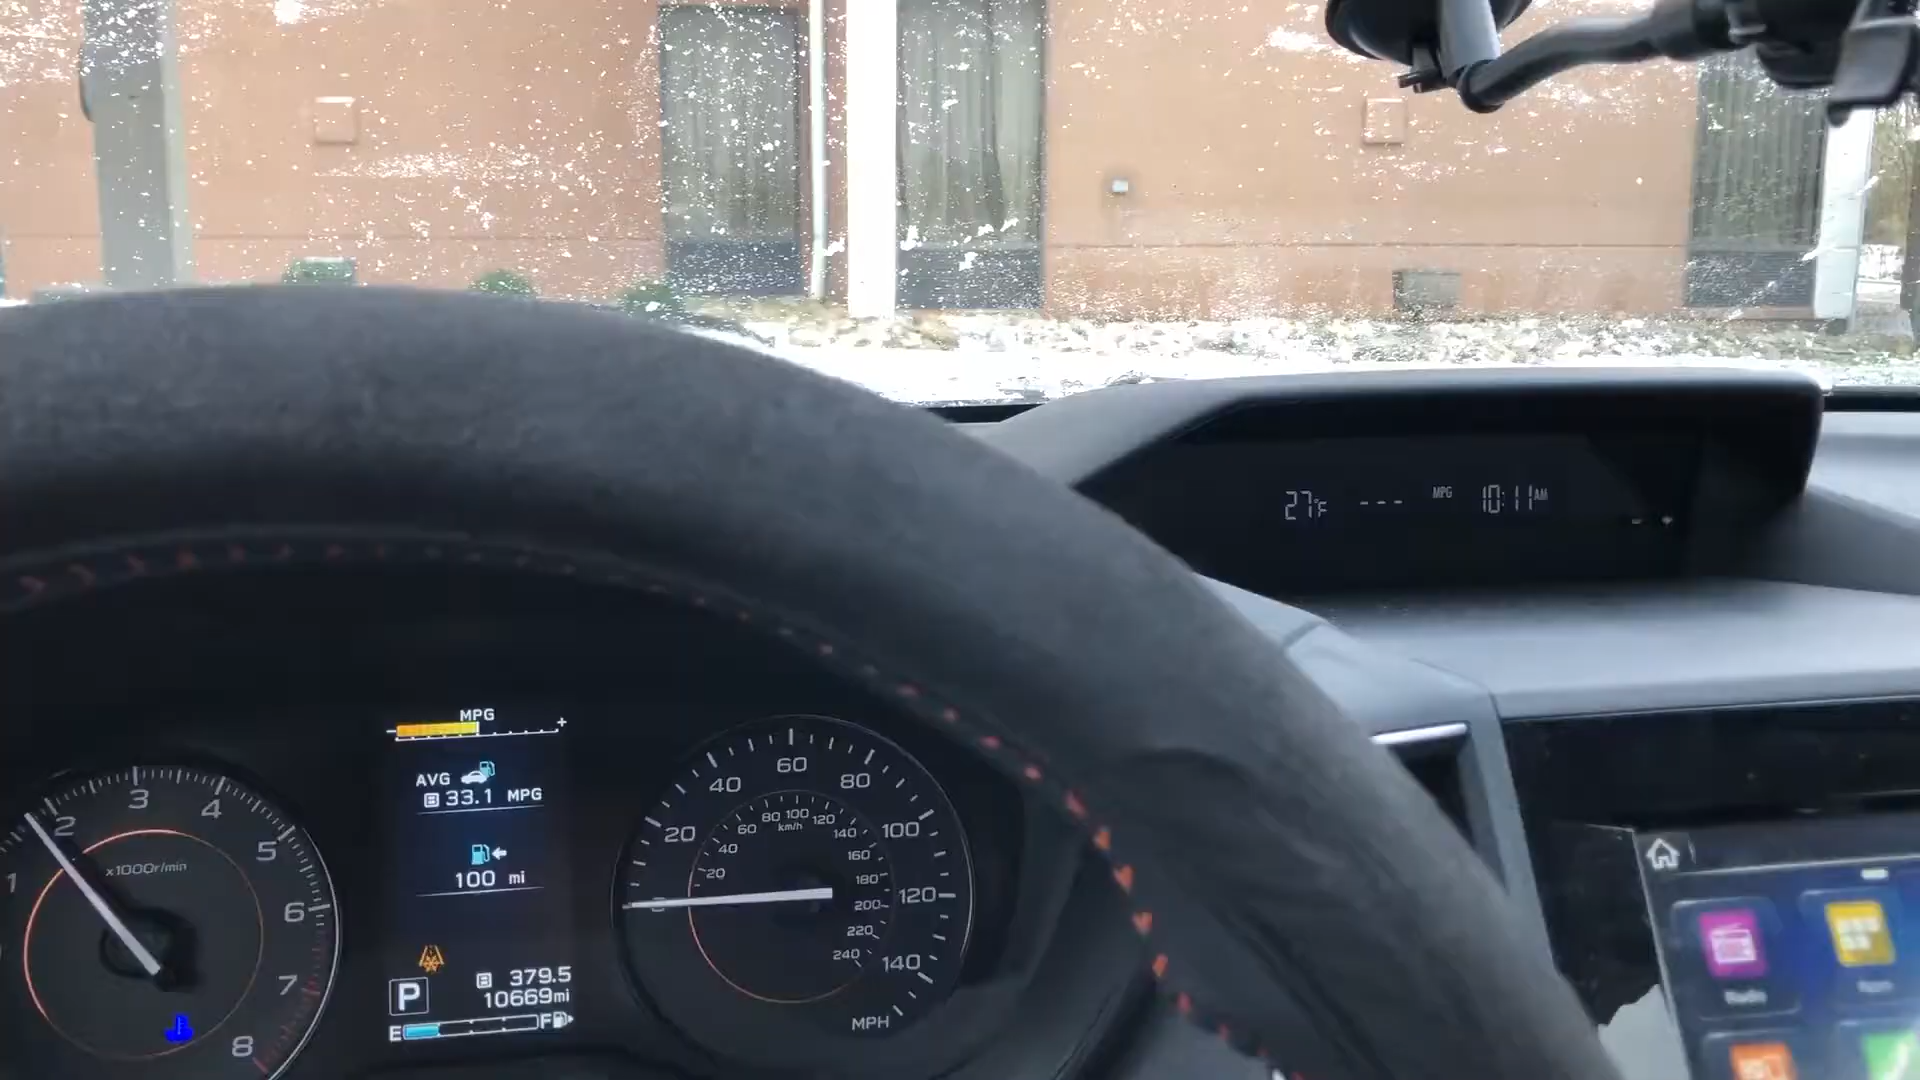 27°F --- MPG 10:11 AM
MPG
- +
AVG
B 33.1 MPG
100 mi
P
B 379.5
10669mi
E F
1
2
3
4
5
6
7
8
x1000r/min
0
20
40
60
80
100
120
140
MPH
20
40
60
80
100
120
140
160
180
200
220
240
km/h
Radio